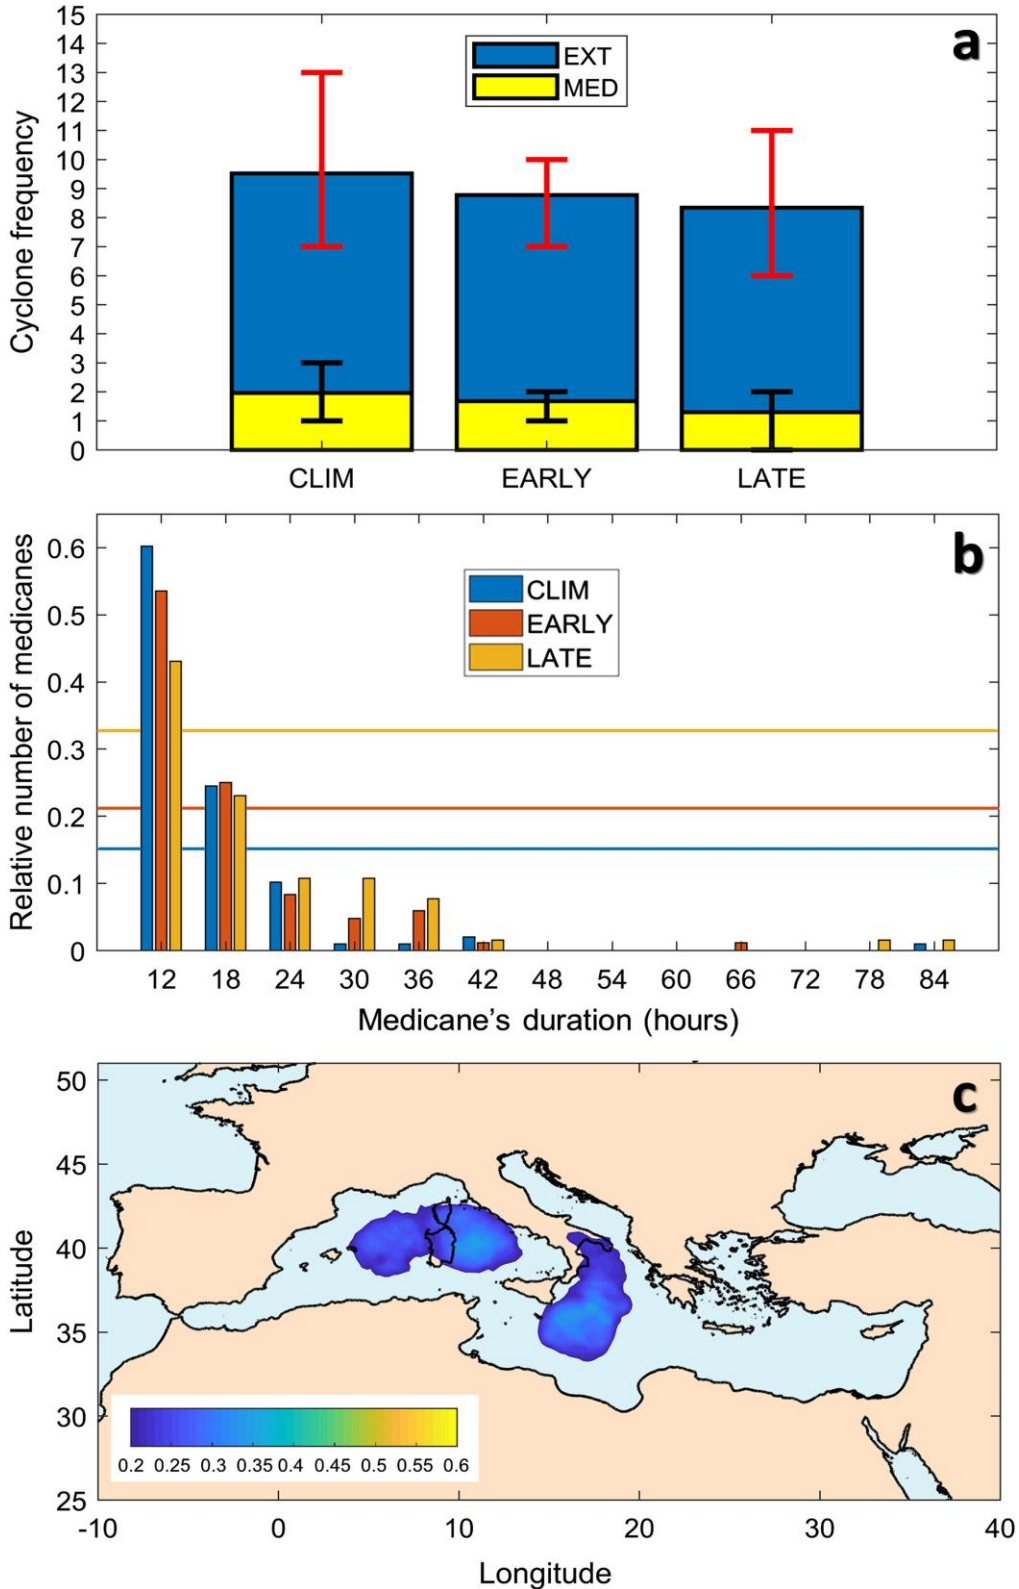 a
15
14
13
12
11
10
9
8
7
6
5
4
3
2
1
0
Cyclone frequency
EXT
MED
CLIM EARLY LATE
b
0.6
0.5
0.4
0.3
0.2
0.1
0
Relative number of medicanes
CLIM
EARLY
LATE
12 18 24 30 36 42 48 54 60 66 72 78 84
Medicane's duration (hours)
c
50
45
40
35
30
25
Latitude
0.2 0.25 0.3 0.35 0.4 0.45 0.5 0.55 0.6
-10 0 10 20 30 40
Longitude